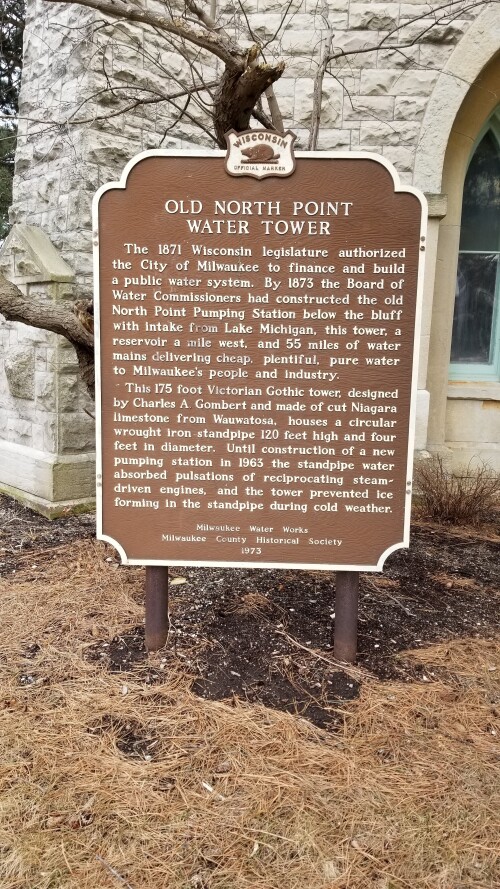 WISCONSIN
OFFICIAL MARKER
OLD NORTH POINT
WATER TOWER
The 1871 Wisconsin legislature authorized
the City of Milwaukee to finance and build
a public water system. By 1873 the Board of
Water Commissioners had constructed the old
North Point Pumping Station below the bluff
with intake from Lake Michigan, this tower, a
reservoir a mile west, and 55 miles of water
mains delivering cheap, plentiful, pure water
to Milwaukee's people and industry.
This 175 foot Victorian Gothic tower, designed
by Charles A. Gombert and made of cut Niagara
limestone from Wauwatosa, houses a circular
wrought iron standpipe 120 feet high and four
feet in diameter. Until construction of a new
pumping station in 1963 the standpipe water
absorbed pulsations of reciprocating steam-
driven engines, and the tower prevented ice
forming in the standpipe during cold weather.
Milwaukee Water Works
Milwaukee County Historical Society
1973